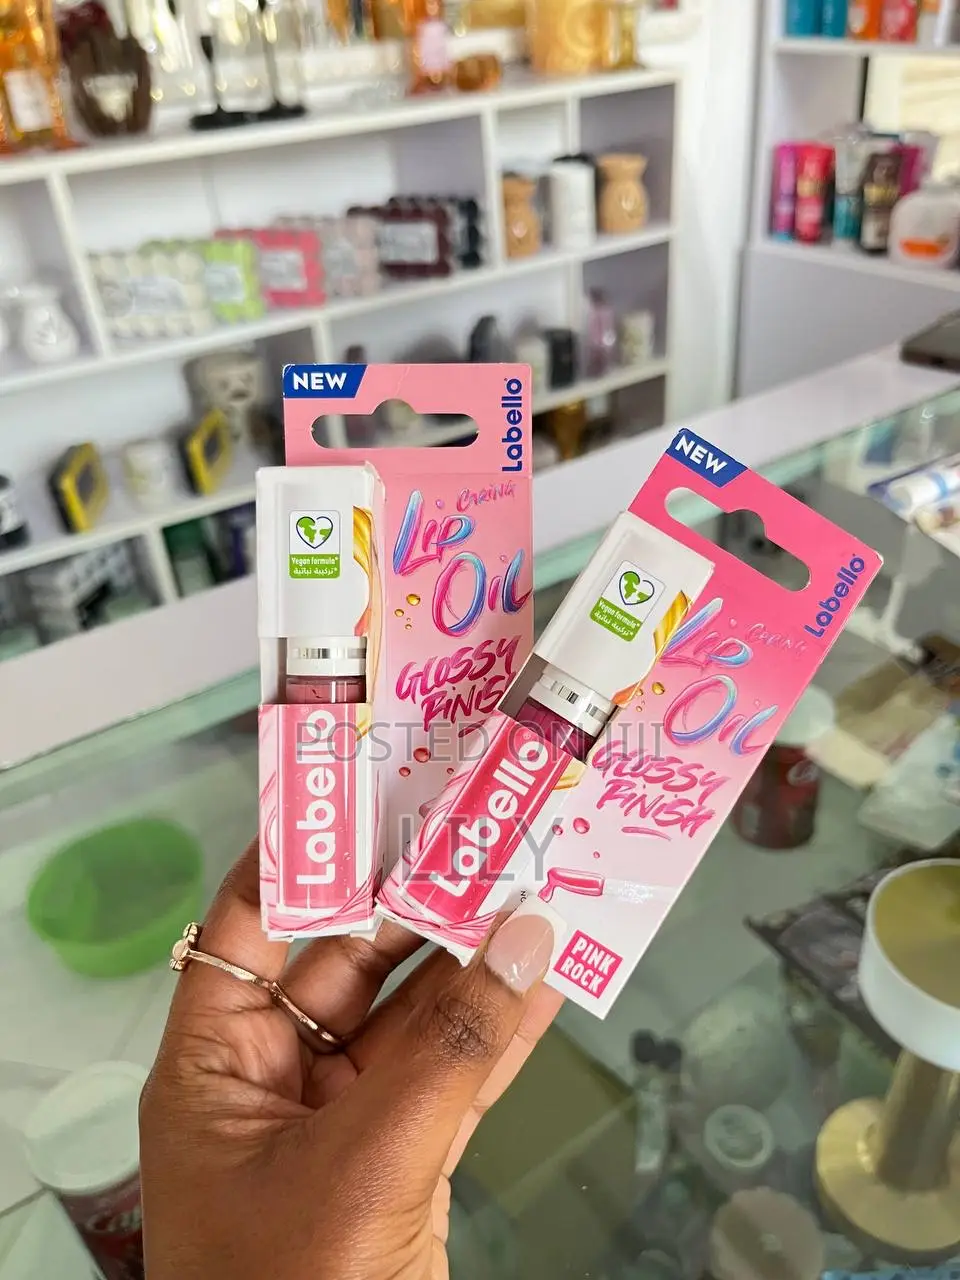 NEW
Labello
CARING
LIP
OIL
GLOSSY
FINISH
Vegan formula*
تركيبة نباتية*
Labello
NEW
Labello
CARING
LIP
OIL
GLOSSY
FINISH
Vegan formula*
تركيبة نباتية*
Labello
PINK
ROCK
POSTED ON JIJI
LILY